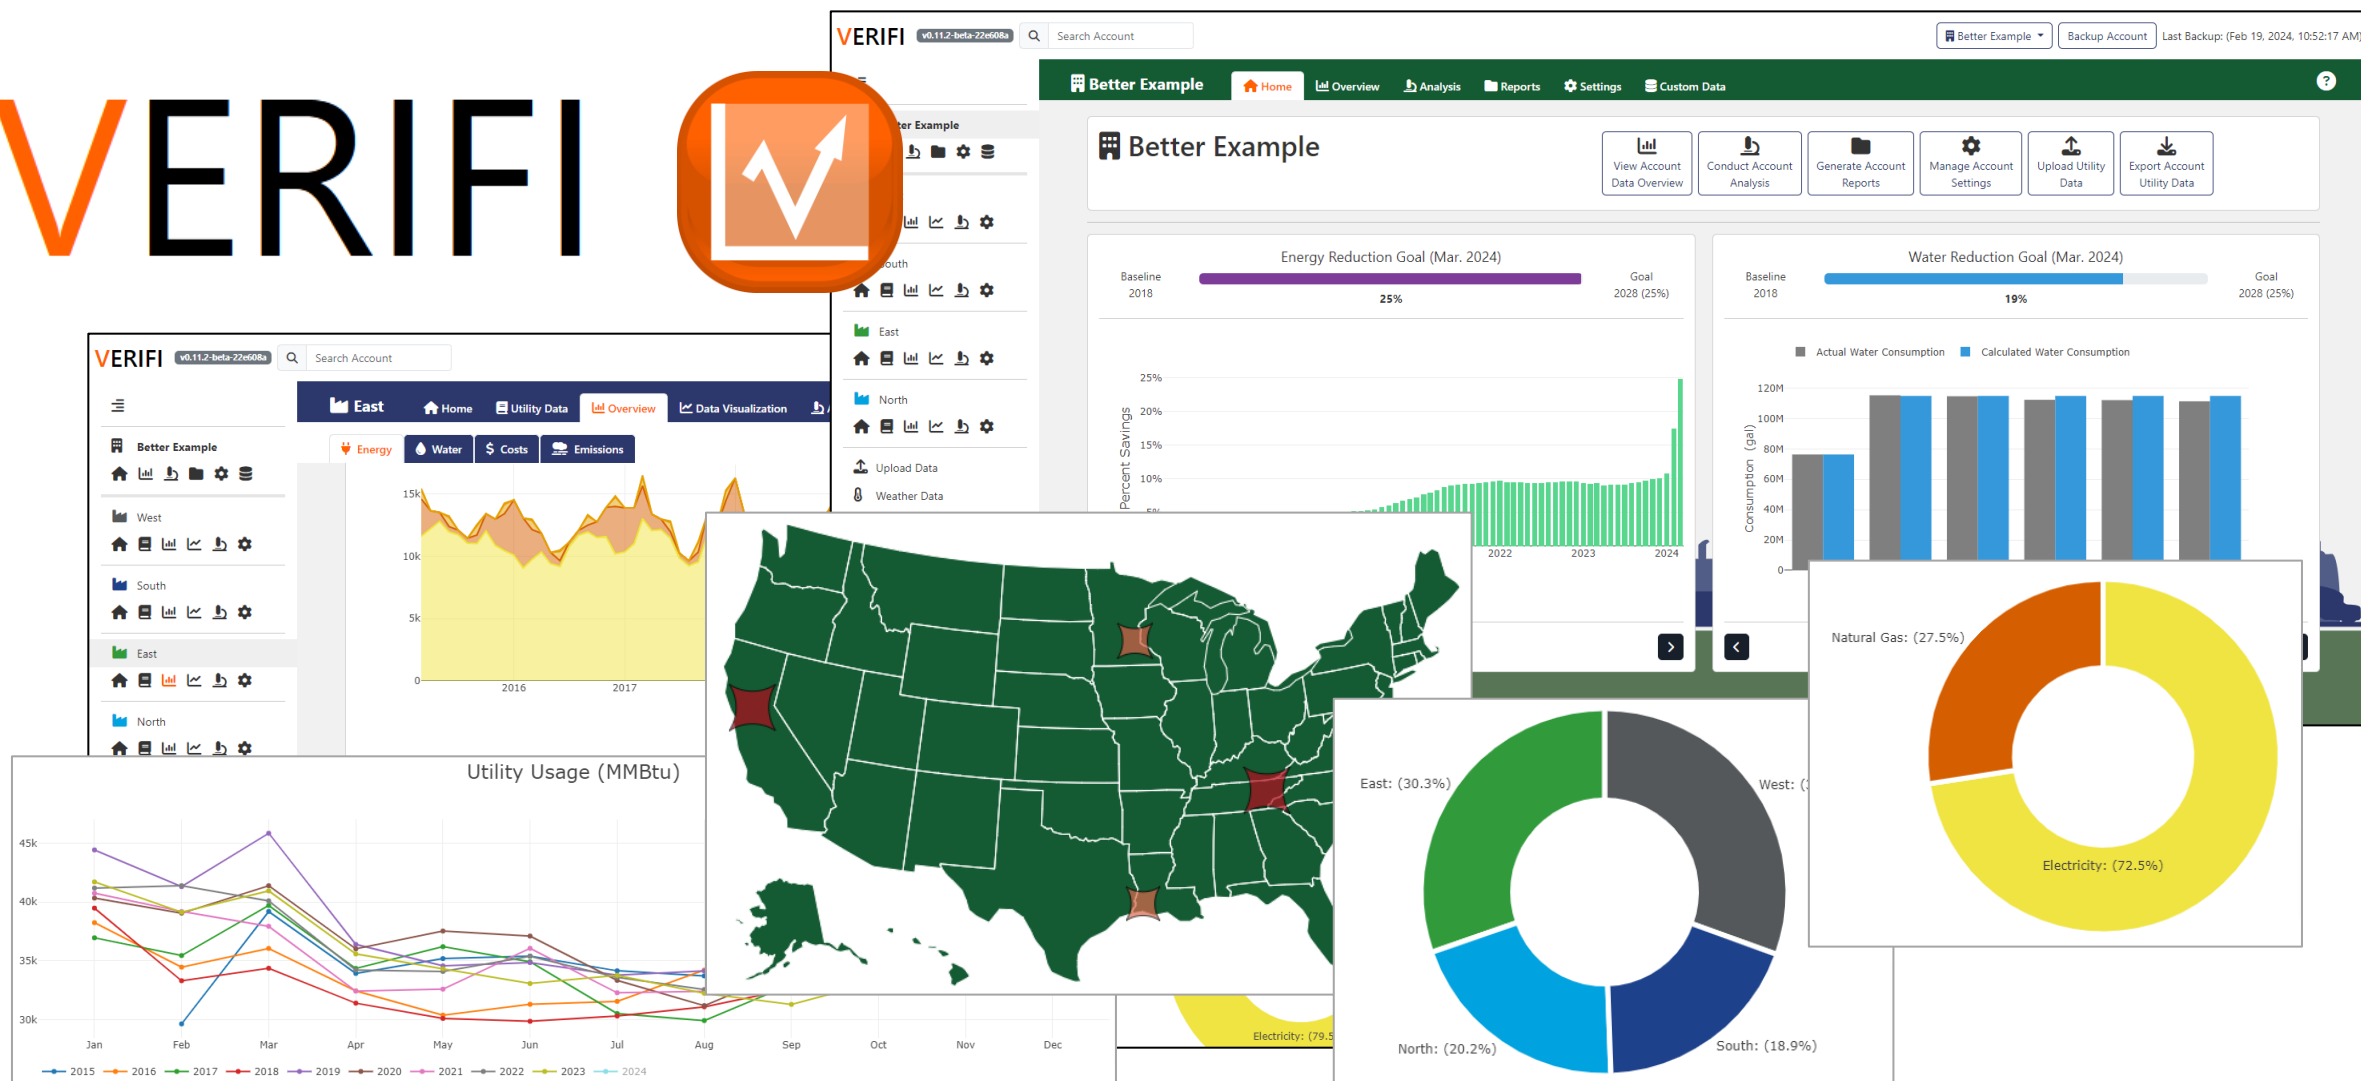 VERIFI
VERIFI v0.11.2-beta-22e608a Search Account
Better Example Backup Account Last Backup: (Feb 19, 2024, 10:52:17 AM)
Better Example Home Overview Analysis Reports Settings Custom Data ?
Better Example
View Account Data Overview
Conduct Account Analysis
Generate Account Reports
Manage Account Settings
Upload Utility Data
Export Account Utility Data
East
North
Upload Data
Weather Data
Energy Reduction Goal (Mar. 2024)
Baseline
2018
25%
Goal
2028 (25%)
25%
20%
15%
10%
5%
Percent Savings
2022 2023 2024
Water Reduction Goal (Mar. 2024)
Baseline
2018
19%
Goal
2028 (25%)
Actual Water Consumption Calculated Water Consumption
120M
100M
80M
60M
40M
20M
0
Consumption (gal)
VERIFI v0.11.2-beta-22e608a Search Account
East Home Utility Data Overview Data Visualization
Energy Water Costs Emissions
Better Example
West
South
East
North
15k
10k
5k
0
2016 2017
Utility Usage (MMBtu)
45k
40k
35k
30k
Jan Feb Mar Apr May Jun Jul Aug Sep Oct Nov Dec
2015 2016 2017 2018 2019 2020 2021 2022 2023 2024
Electricity: (79.5
East: (30.3%)
West: (
North: (20.2%)
South: (18.9%)
Natural Gas: (27.5%)
Electricity: (72.5%)